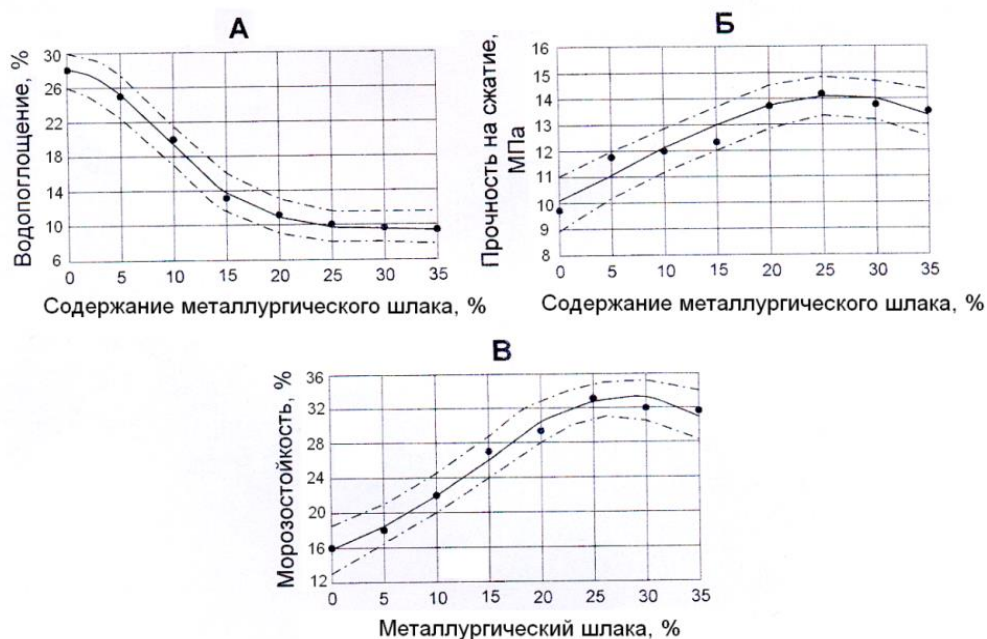 А
Водопоглощение, %
30
26
22
18
14
10
6
0 5 10 15 20 25 30 35
Содержание металлургического шлака, %
Б
Прочность на сжатие,
МПа
16
15
14
13
12
11
10
9
8
0 5 10 15 20 25 30 35
Содержание металлургического шлака, %
В
Морозостойкость, %
36
32
28
24
20
16
12
0 5 10 15 20 25 30 35
Металлургический шлака, %